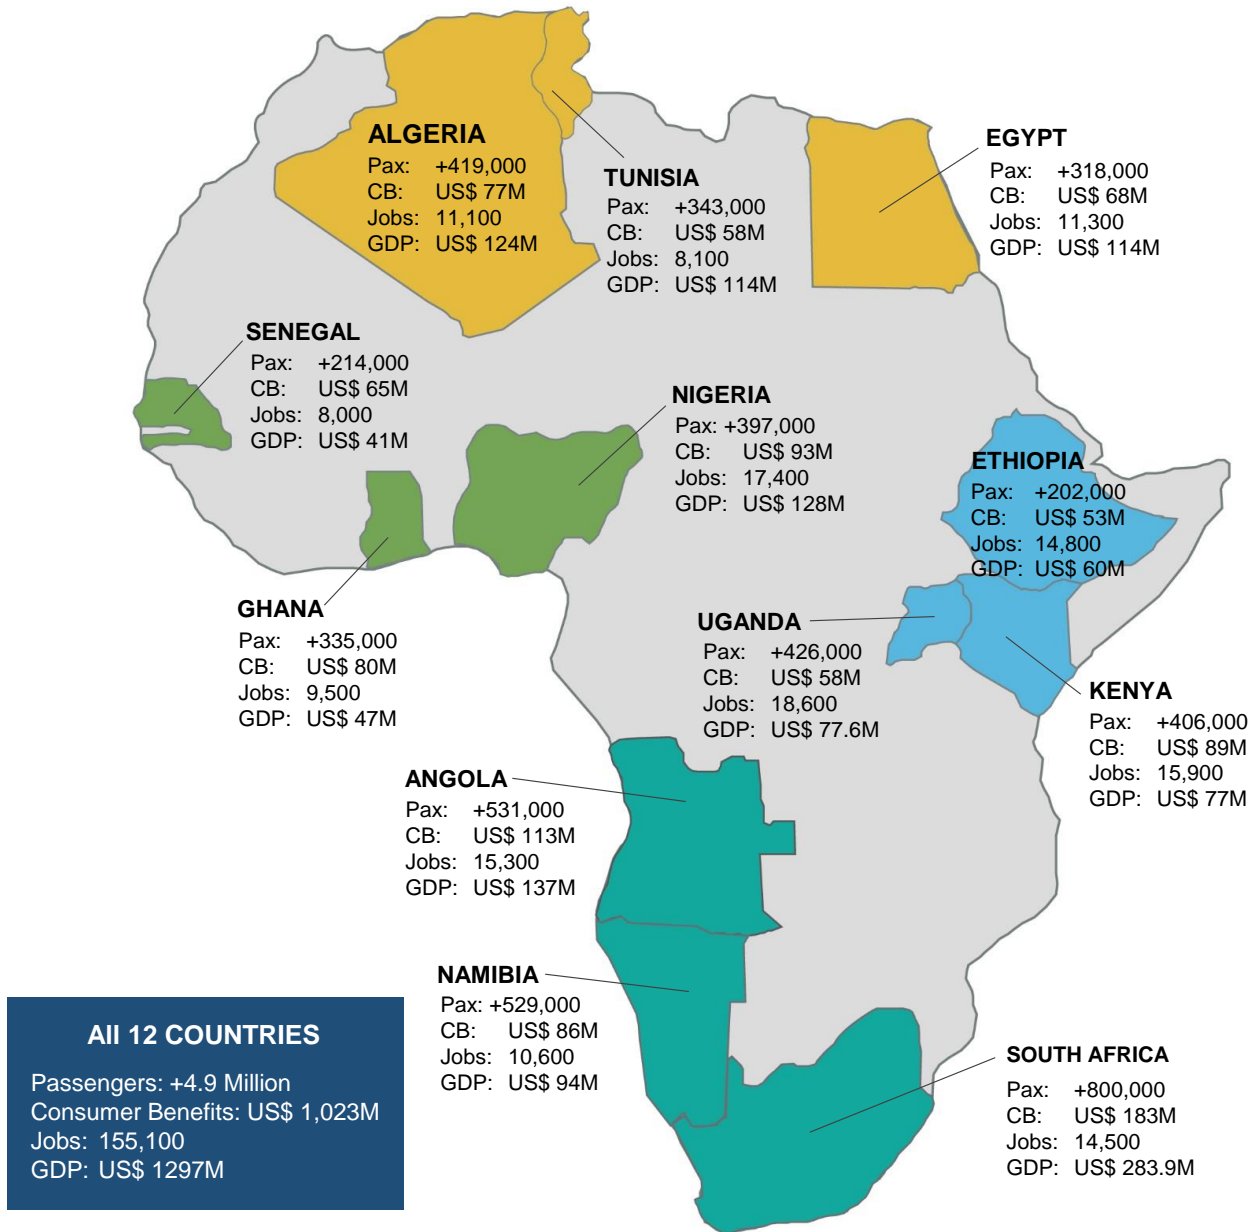 ALGERIA
Pax: +419,000
CB: US$ 77M
Jobs: 11,100
GDP: US$ 124M
TUNISIA
Pax: +343,000
CB: US$ 58M
Jobs: 8,100
GDP: US$ 114M
EGYPT
Pax: +318,000
CB: US$ 68M
Jobs: 11,300
GDP: US$ 114M
SENEGAL
Pax: +214,000
CB: US$ 65M
Jobs: 8,000
GDP: US$ 41M
NIGERIA
Pax: +397,000
CB: US$ 93M
Jobs: 17,400
GDP: US$ 128M
ETHIOPIA
Pax: +202,000
CB: US$ 53M
Jobs: 14,800
GDP: US$ 60M
GHANA
Pax: +335,000
CB: US$ 80M
Jobs: 9,500
GDP: US$ 47M
UGANDA
Pax: +426,000
CB: US$ 58M
Jobs: 18,600
GDP: US$ 77.6M
KENYA
Pax: +406,000
CB: US$ 89M
Jobs: 15,900
GDP: US$ 77M
ANGOLA
Pax: +531,000
CB: US$ 113M
Jobs: 15,300
GDP: US$ 137M
NAMIBIA
Pax: +529,000
CB: US$ 86M
Jobs: 10,600
GDP: US$ 94M
SOUTH AFRICA
Pax: +800,000
CB: US$ 183M
Jobs: 14,500
GDP: US$ 283.9M
All 12 COUNTRIES
Passengers: +4.9 Million
Consumer Benefits: US$ 1,023M
Jobs: 155,100
GDP: US$ 1297M